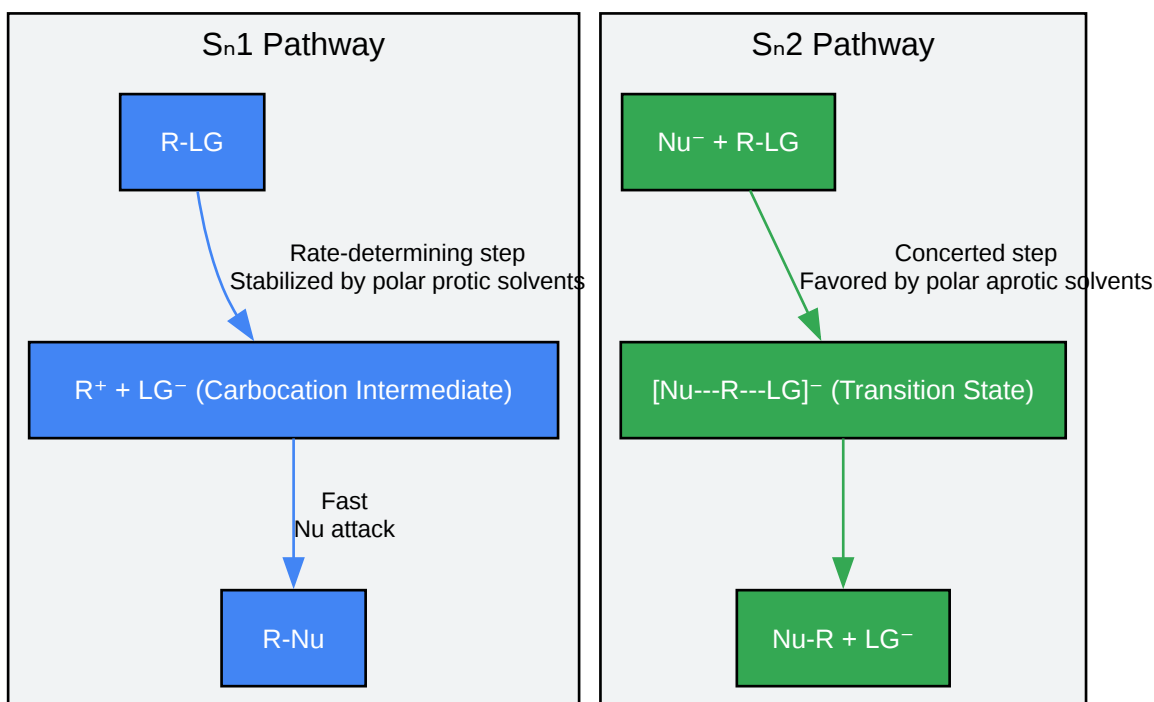 Sₙ1 Pathway
R-LG
Rate-determining step
Stabilized by polar protic solvents
R⁺ + LG⁻ (Carbocation Intermediate)
Fast
Nu attack
R-Nu
Sₙ2 Pathway
Nu⁻ + R-LG
Concerted step
Favored by polar aprotic solvents
[Nu---R---LG]⁻ (Transition State)
Nu-R + LG⁻